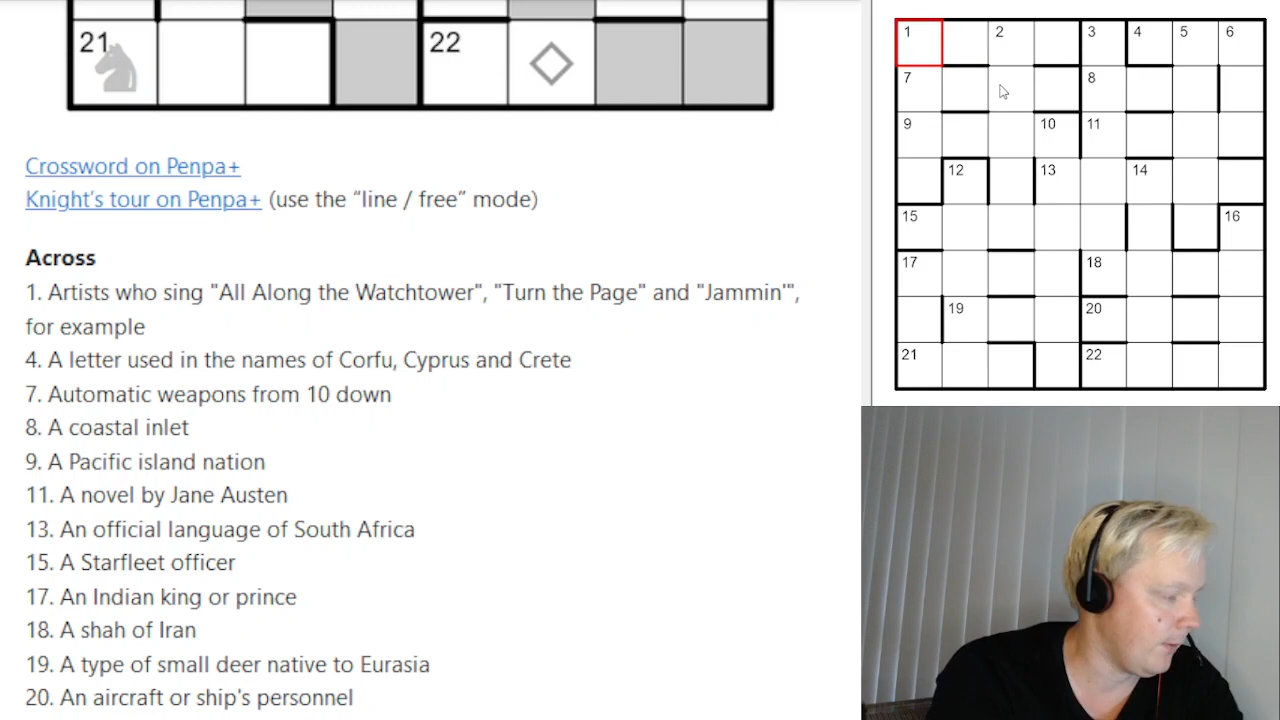 21
22
Crossword on Penpa+
Knight's tour on Penpa+ (use the “line / free” mode)
Across
1. Artists who sing "All Along the Watchtower", "Turn the Page" and "Jammin'",
for example
4. A letter used in the names of Corfu, Cyprus and Crete
7. Automatic weapons from 10 down
8. A coastal inlet
9. A Pacific island nation
11. A novel by Jane Austen
13. An official language of South Africa
15. A Starfleet officer
17. An Indian king or prince
18. A shah of Iran
19. A type of small deer native to Eurasia
20. An aircraft or ship's personnel
1 2 3 4 5 6
7 8
9 10 11
12 13 14
15 16
17 18
19 20
21 22